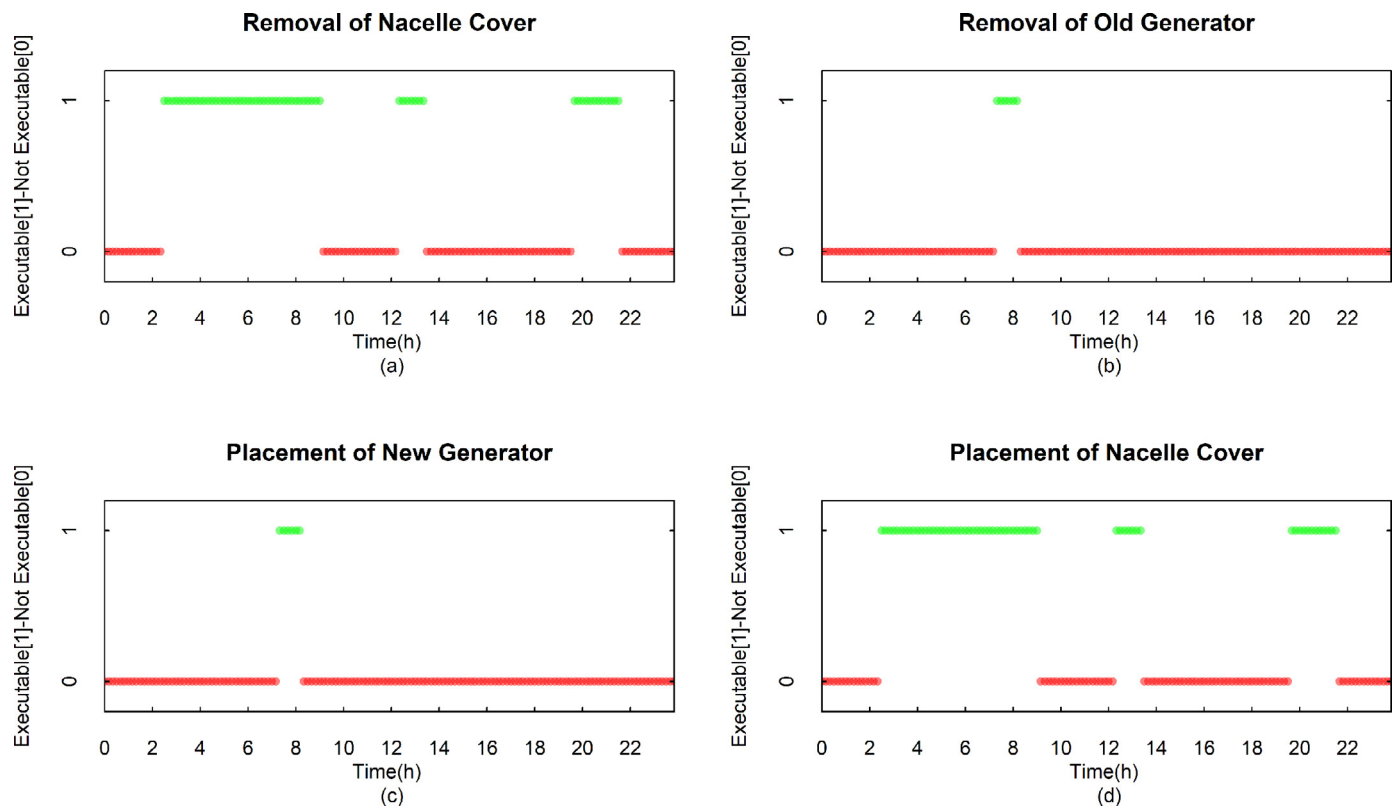 Removal of Nacelle Cover
Executable[1]-Not Executable[0]
1
0
0 2 4 6 8 10 12 14 16 18 20 22
Time(h)
(a)
Removal of Old Generator
Executable[1]-Not Executable[0]
1
0
0 2 4 6 8 10 12 14 16 18 20 22
Time(h)
(b)
Placement of New Generator
Executable[1]-Not Executable[0]
1
0
0 2 4 6 8 10 12 14 16 18 20 22
Time(h)
(c)
Placement of Nacelle Cover
Executable[1]-Not Executable[0]
1
0
0 2 4 6 8 10 12 14 16 18 20 22
Time(h)
(d)